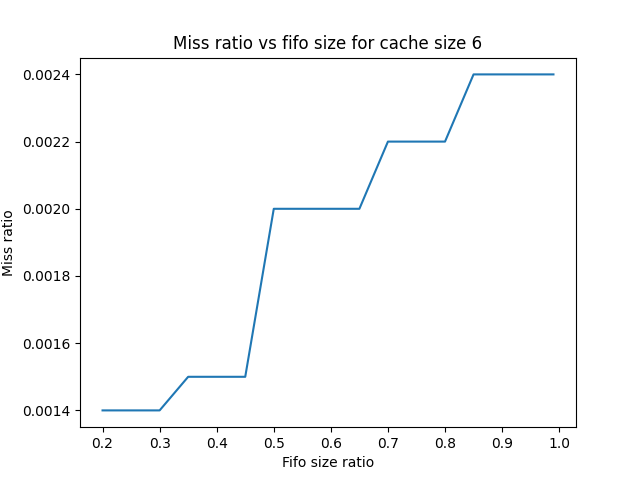 Miss ratio vs fifo size for cache size 6
Miss ratio
0.0024
0.0022
0.0020
0.0018
0.0016
0.0014
0.2 0.3 0.4 0.5 0.6 0.7 0.8 0.9 1.0
Fifo size ratio